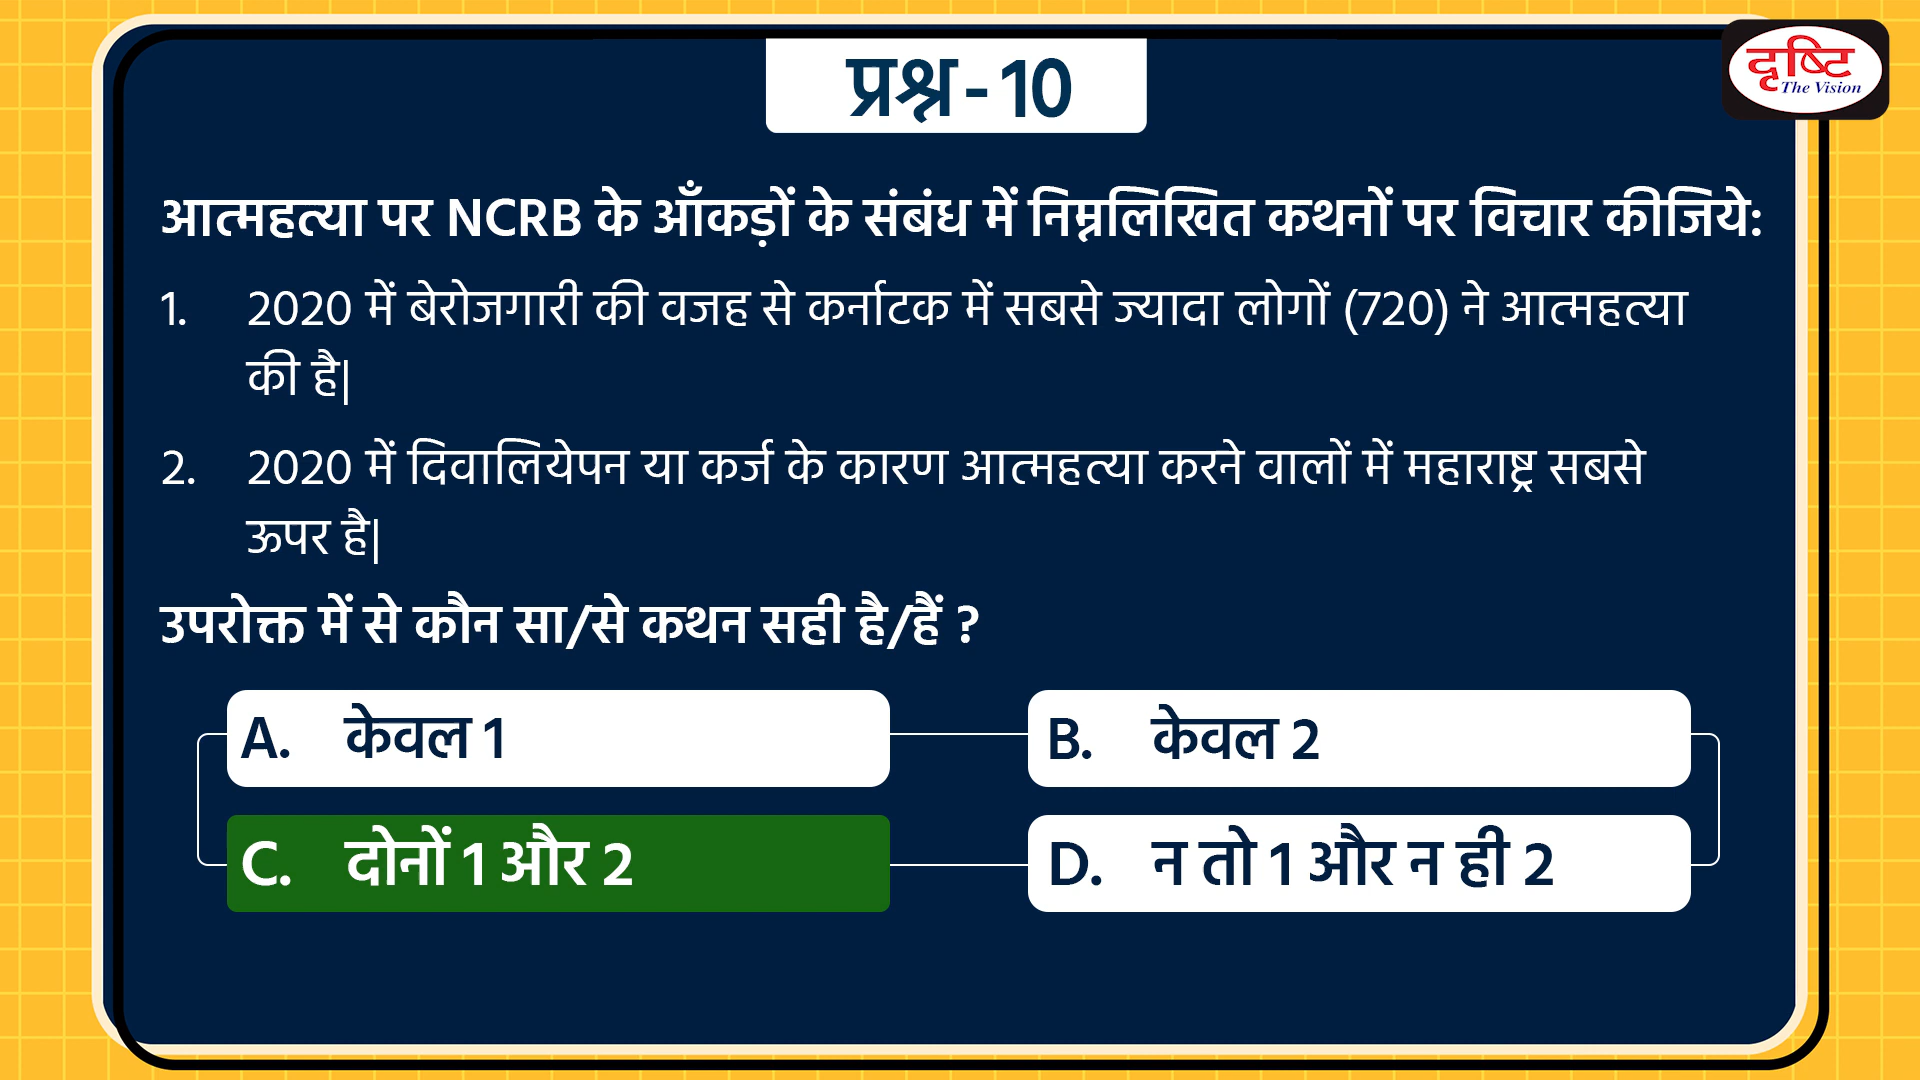 प्रश्न - 10
दृष्टि
The Vision
आत्महत्या पर NCRB के आँकड़ों के संबंध में निम्नलिखित कथनों पर विचार कीजिये:
1. 2020 में बेरोजगारी की वजह से कर्नाटक में सबसे ज्यादा लोगों (720) ने आत्महत्या
की है|
2. 2020 में दिवालियेपन या कर्ज के कारण आत्महत्या करने वालों में महाराष्ट्र सबसे
ऊपर है|
उपरोक्त में से कौन सा/से कथन सही है/हैं ?
A. केवल 1
B. केवल 2
C. दोनों 1 और 2
D. न तो 1 और न ही 2